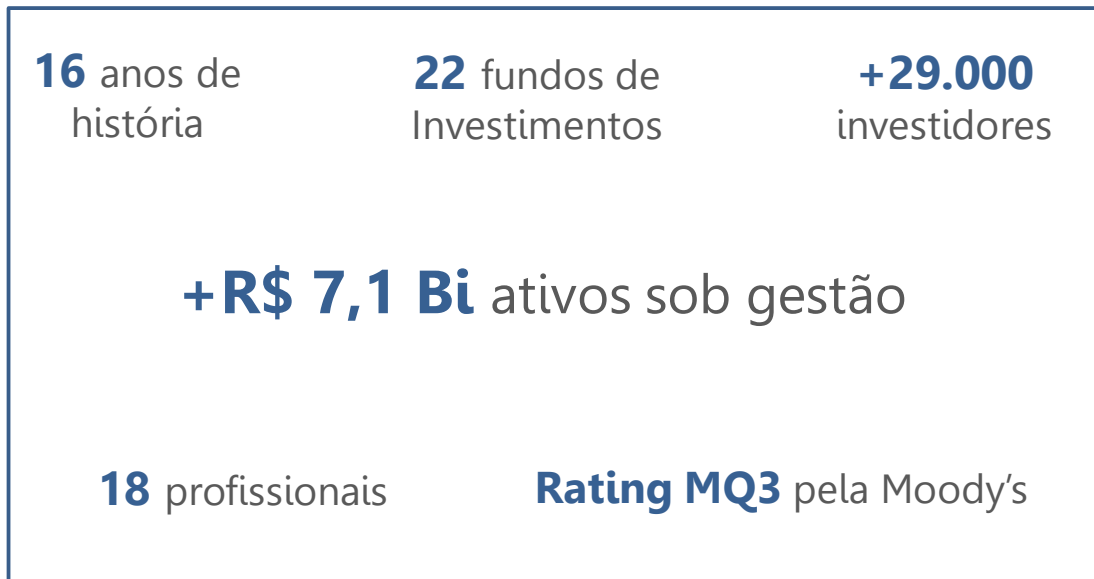 16 anos de
história
22 fundos de
Investimentos
+29.000
investidores
+R$ 7,1 Bi ativos sob gestão
18 profissionais
Rating MQ3 pela Moody’s